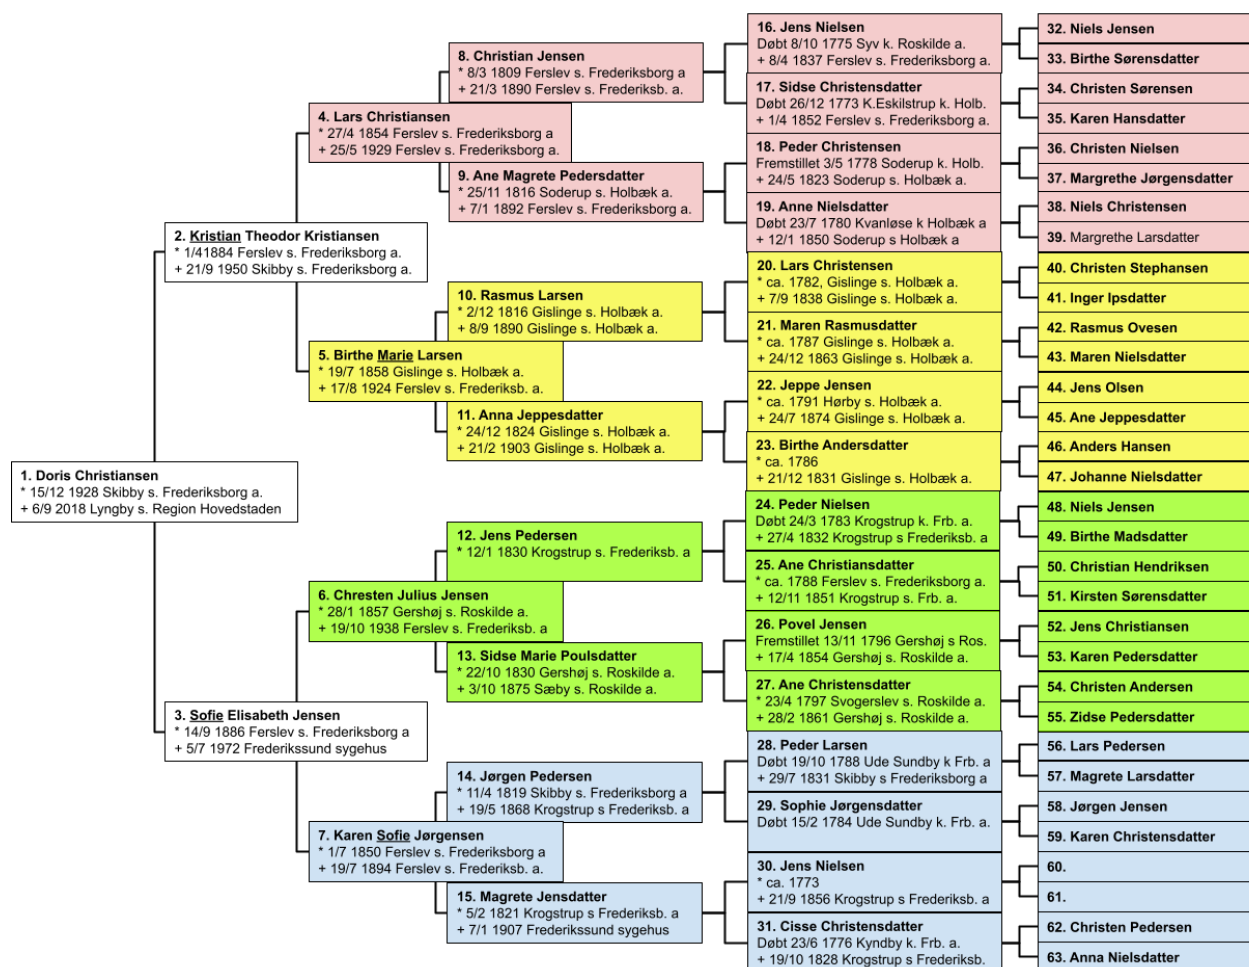 1. Doris Christiansen
* 15/12 1928 Skibby s. Frederiksborg a.
+ 6/9 2018 Lyngby s. Region Hovedstaden
2. Kristian Theodor Kristiansen
* 1/41884 Ferslev s. Frederiksborg a.
+ 21/9 1950 Skibby s. Frederiksborg a.
3. Sofie Elisabeth Jensen
* 14/9 1886 Ferslev s. Frederiksborg a
+ 5/7 1972 Frederikssund sygehus
4. Lars Christiansen
* 27/4 1854 Ferslev s. Frederiksborg a
+ 25/5 1929 Ferslev s. Frederiksborg a.
5. Birthe Marie Larsen
* 19/7 1858 Gislinge s. Holbæk a.
+ 17/8 1924 Ferslev s. Frederiksb. a.
6. Chresten Julius Jensen
* 28/1 1857 Gershøj s. Roskilde a.
+ 19/10 1938 Ferslev s. Frederiksb. a
7. Karen Sofie Jørgensen
* 1/7 1850 Ferslev s. Frederiksborg a
+ 19/7 1894 Ferslev s. Frederiksb. a.
8. Christian Jensen
* 8/3 1809 Ferslev s. Frederiksborg a
+ 21/3 1890 Ferslev s. Frederiksb. a.
9. Ane Magrete Pedersdatter
* 25/11 1816 Soderup s. Holbæk a.
+ 7/1 1892 Ferslev s. Frederiksborg a.
10. Rasmus Larsen
* 2/12 1816 Gislinge s. Holbæk a.
+ 8/9 1890 Gislinge s. Holbæk a.
11. Anna Jeppesdatter
* 24/12 1824 Gislinge s. Holbæk a.
+ 21/2 1903 Gislinge s. Holbæk a.
12. Jens Pedersen
* 12/1 1830 Krogstrup s. Frederiksb. a
13. Sidse Marie Poulsdatter
* 22/10 1830 Gershøj s. Roskilde a.
+ 3/10 1875 Sæby s. Roskilde a.
14. Jørgen Pedersen
* 11/4 1819 Skibby s. Frederiksborg a
+ 19/5 1868 Krogstrup s Frederiksb. a
15. Magrete Jensdatter
* 5/2 1821 Krogstrup s Frederiksb. a
+ 7/1 1907 Frederikssund sygehus
16. Jens Nielsen
Døbt 8/10 1775 Syv k. Roskilde a.
+ 8/4 1837 Ferslev s. Frederiksborg a.
17. Sidse Christensdatter
Døbt 26/12 1773 K.Eskilstrup k. Holb.
+ 1/4 1852 Ferslev s. Frederiksborg a.
18. Peder Christensen
Fremstillet 3/5 1778 Soderup k. Holb.
+ 24/5 1823 Soderup s. Holbæk a.
19. Anne Nielsdatter
Døbt 23/7 1780 Kvanløse k Holbæk a
+ 12/1 1850 Soderup s Holbæk a
20. Lars Christensen
* ca. 1782, Gislinge s. Holbæk a.
+ 7/9 1838 Gislinge s. Holbæk a.
21. Maren Rasmusdatter
* ca. 1787 Gislinge s. Holbæk a.
+ 24/12 1863 Gislinge s. Holbæk a.
22. Jeppe Jensen
* ca. 1791 Hørby s. Holbæk a.
+ 24/7 1874 Gislinge s. Holbæk a.
23. Birthe Andersdatter
* ca. 1786
+ 21/12 1831 Gislinge s. Holbæk a.
24. Peder Nielsen
Døbt 24/3 1783 Krogstrup k. Frb. a.
+ 27/4 1832 Krogstrup s Frederiksb. a
25. Ane Christiansdatter
* ca. 1788 Ferslev s. Frederiksborg a.
+ 12/11 1851 Krogstrup s. Frb. a.
26. Povel Jensen
Fremstillet 13/11 1796 Gershøj s Ros.
+ 17/4 1854 Gershøj s. Roskilde a.
27. Ane Christensdatter
* 23/4 1797 Svogerslev s. Roskilde a.
+ 28/2 1861 Gershøj s. Roskilde a.
28. Peder Larsen
Døbt 19/10 1788 Ude Sundby k Frb. a
+ 29/7 1831 Skibby s Frederiksborg a
29. Sophie Jørgensdatter
Døbt 15/2 1784 Ude Sundby k. Frb. a.
30. Jens Nielsen
* ca. 1773
+ 21/9 1856 Krogstrup s Frederiksb. a
31. Cisse Christensdatter
Døbt 23/6 1776 Kyndby k. Frb. a.
+ 19/10 1828 Krogstrup s Frederiksb.
32. Niels Jensen
33. Birthe Sørensdatter
34. Christen Sørensen
35. Karen Hansdatter
36. Christen Nielsen
37. Margrethe Jørgensdatter
38. Niels Christensen
39. Margrethe Larsdatter
40. Christen Stephansen
41. Inger Ipsdatter
42. Rasmus Ovesen
43. Maren Nielsdatter
44. Jens Olsen
45. Ane Jeppesdatter
46. Anders Hansen
47. Johanne Nielsdatter
48. Niels Jensen
49. Birthe Madsdatter
50. Christian Hendriksen
51. Kirsten Sørensdatter
52. Jens Christiansen
53. Karen Pedersdatter
54. Christen Andersen
55. Zidse Pedersdatter
56. Lars Pedersen
57. Magrete Larsdatter
58. Jørgen Jensen
59. Karen Christensdatter
60.
61.
62. Christen Pedersen
63. Anna Nielsdatter